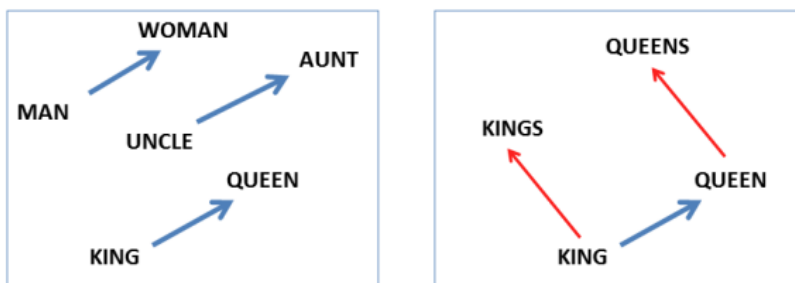 WOMAN
AUNT
MAN
UNCLE
QUEEN
KING
QUEENS
KINGS
QUEEN
KING